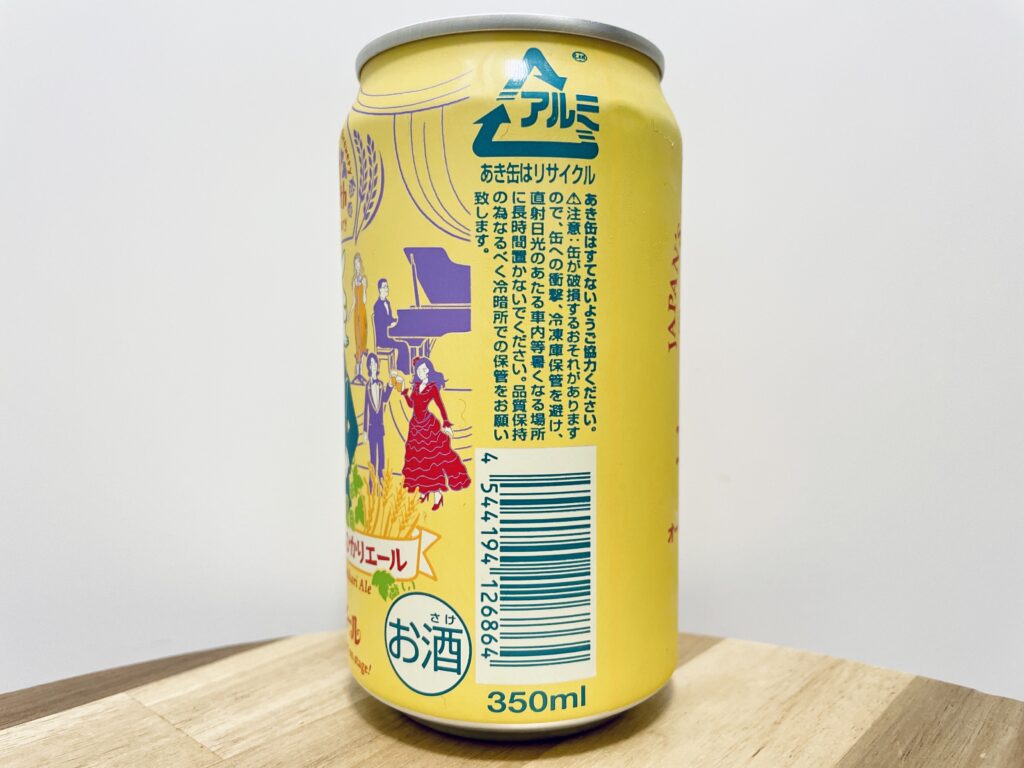 アルミ
あき缶はリサイクル
あき缶はすてないようご協力ください。
⚠注意:缶が破損するおそれがあります
ので、缶への衝撃、冷凍庫保管を避け、
直射日光のあたる車内等暑くなる場所
に長時間置かないでください。品質保持
の為なるべく冷暗所での保管をお願い
致します。
かりエール
Ale
ール
stage!
さけ
お酒
4 544194 126864
350ml